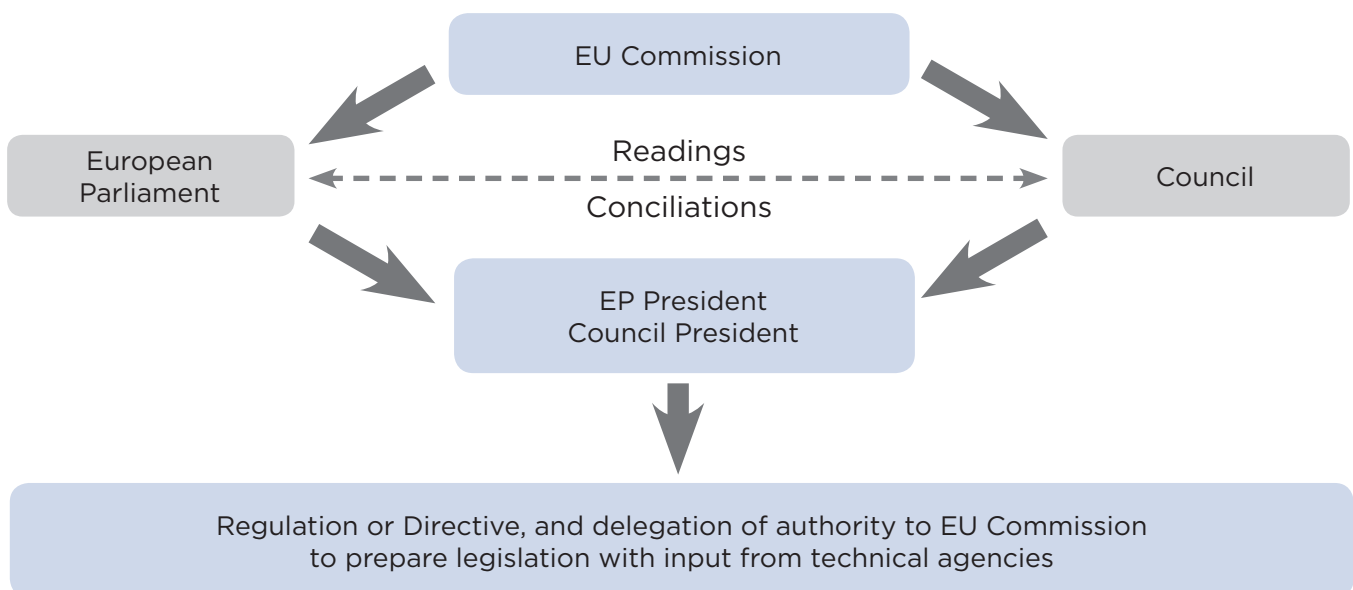 EU Commission
European
Parliament
Readings
Conciliations
Council
EP President
Council President
Regulation or Directive, and delegation of authority to EU Commission
to prepare legislation with input from technical agencies